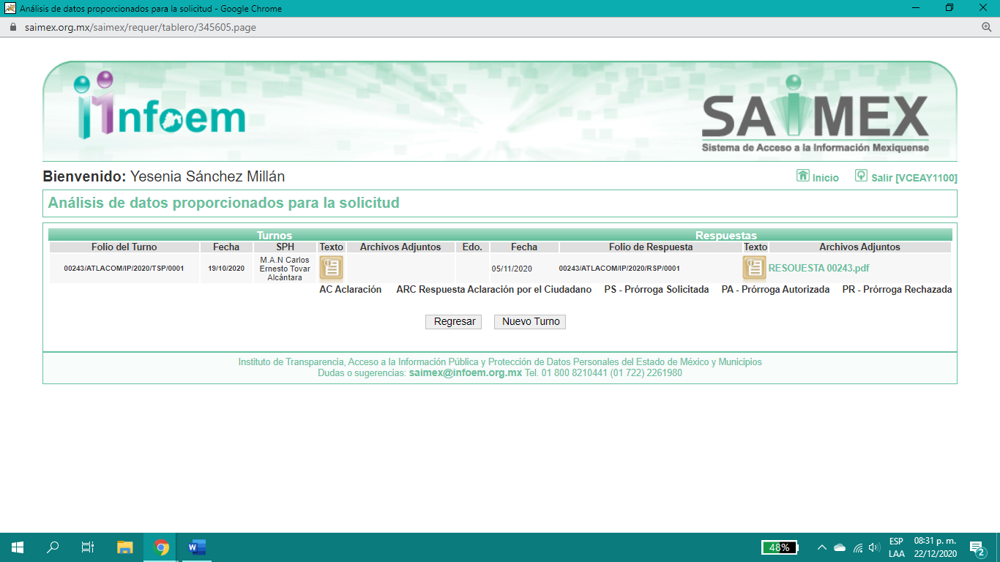 Análisis de datos proporcionados para la solicitud - Google Chrome
saimex.org.mx/saimex/requer/tablero/345605.page
infoem
SAIMEX
Sistema de Acceso a la Información Mexiquense
Bienvenido: Yesenia Sánchez Millán
Inicio Salir [VCEAY1100]
Análisis de datos proporcionados para la solicitud
Turnos Respuestas
Folio del Turno Fecha SPH Texto Archivos Adjuntos Edo. Fecha Folio de Respuesta Texto Archivos Adjuntos
00243/ATLACOM/IP/2020/TSP/0001 19/10/2020 M.A.N Carlos
Ernesto Tovar
Alcántara
05/11/2020 00243/ATLACOM/IP/2020/RSP/0001 RESOUESTA 00243.pdf
AC Aclaración ARC Respuesta Aclaración por el Ciudadano PS - Prórroga Solicitada PA - Prórroga Autorizada PR - Prórroga Rechazada
Regresar Nuevo Turno
Instituto de Transparencia, Acceso a la Información Pública y Protección de Datos Personales del Estado de México y Municipios
Dudas o sugerencias: saimex@infoem.org.mx Tel. 01 800 8210441 (01 722) 2261980
48% ESP 08:31 p. m.
LAA 22/12/2020 2